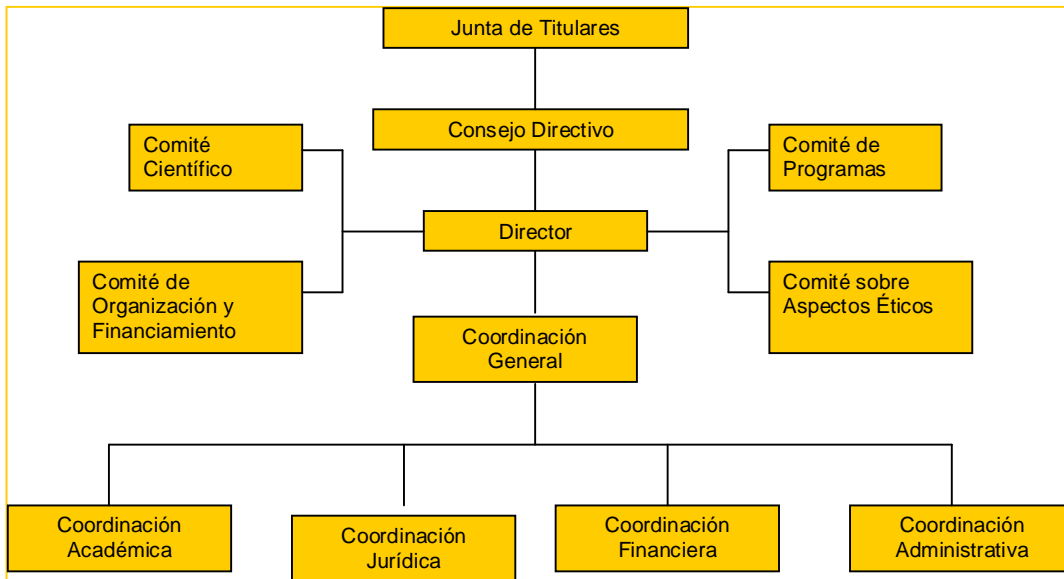 Junta de Titulares
Consejo Directivo
Comité
Científico
Comité de
Programas
Director
Comité de
Organización y
Financiamiento
Comité sobre
Aspectos Éticos
Coordinación
General
Coordinación
Académica
Coordinación
Jurídica
Coordinación
Financiera
Coordinación
Administrativa